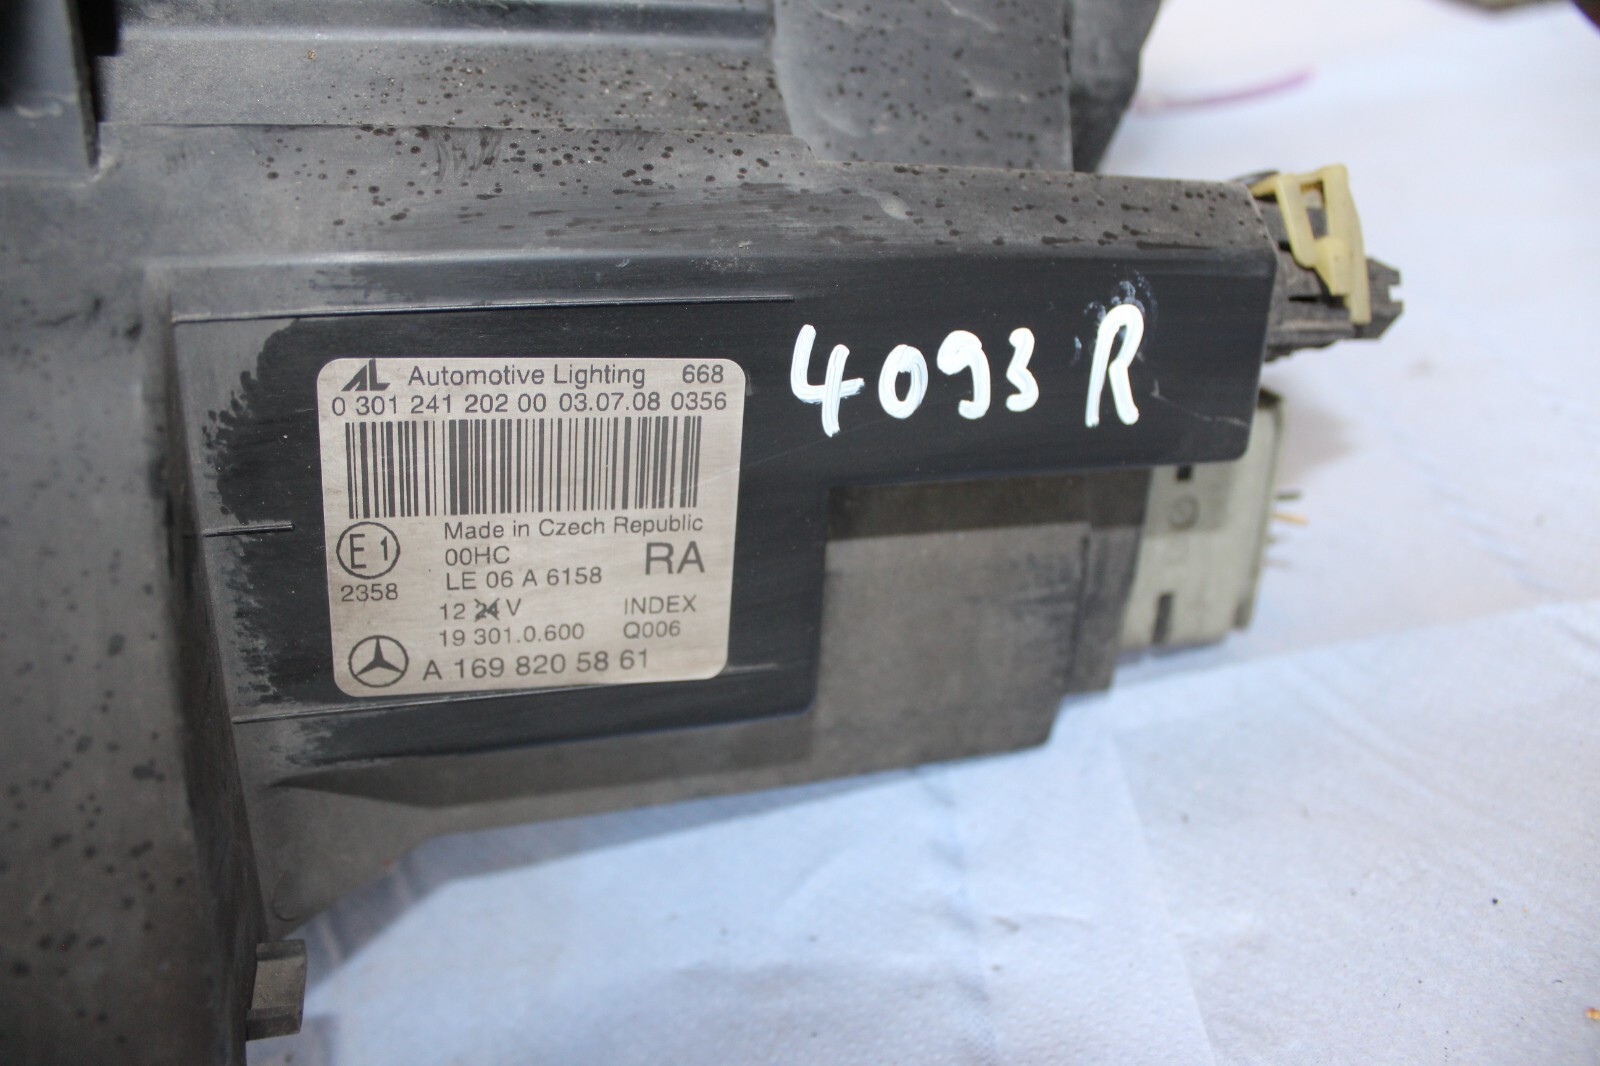 AL Automotive Lighting 668
0 301 241 202 00 03.07.08 0356
4093 R
Made in Czech Republic
E1
00HC
RA
LE 06 A 6158
2358
12 24 V
INDEX
19 301.0.600
Q006
A 169 820 58 61